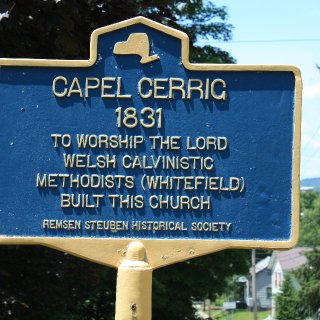 CAPEL CERRIG
1831
TO WORSHIP THE LORD
WELSH CALVINISTIC
METHODISTS (WHITEFIELD)
BUILT THIS CHURCH
REMSEN STEUBEN HISTORICAL SOCIETY